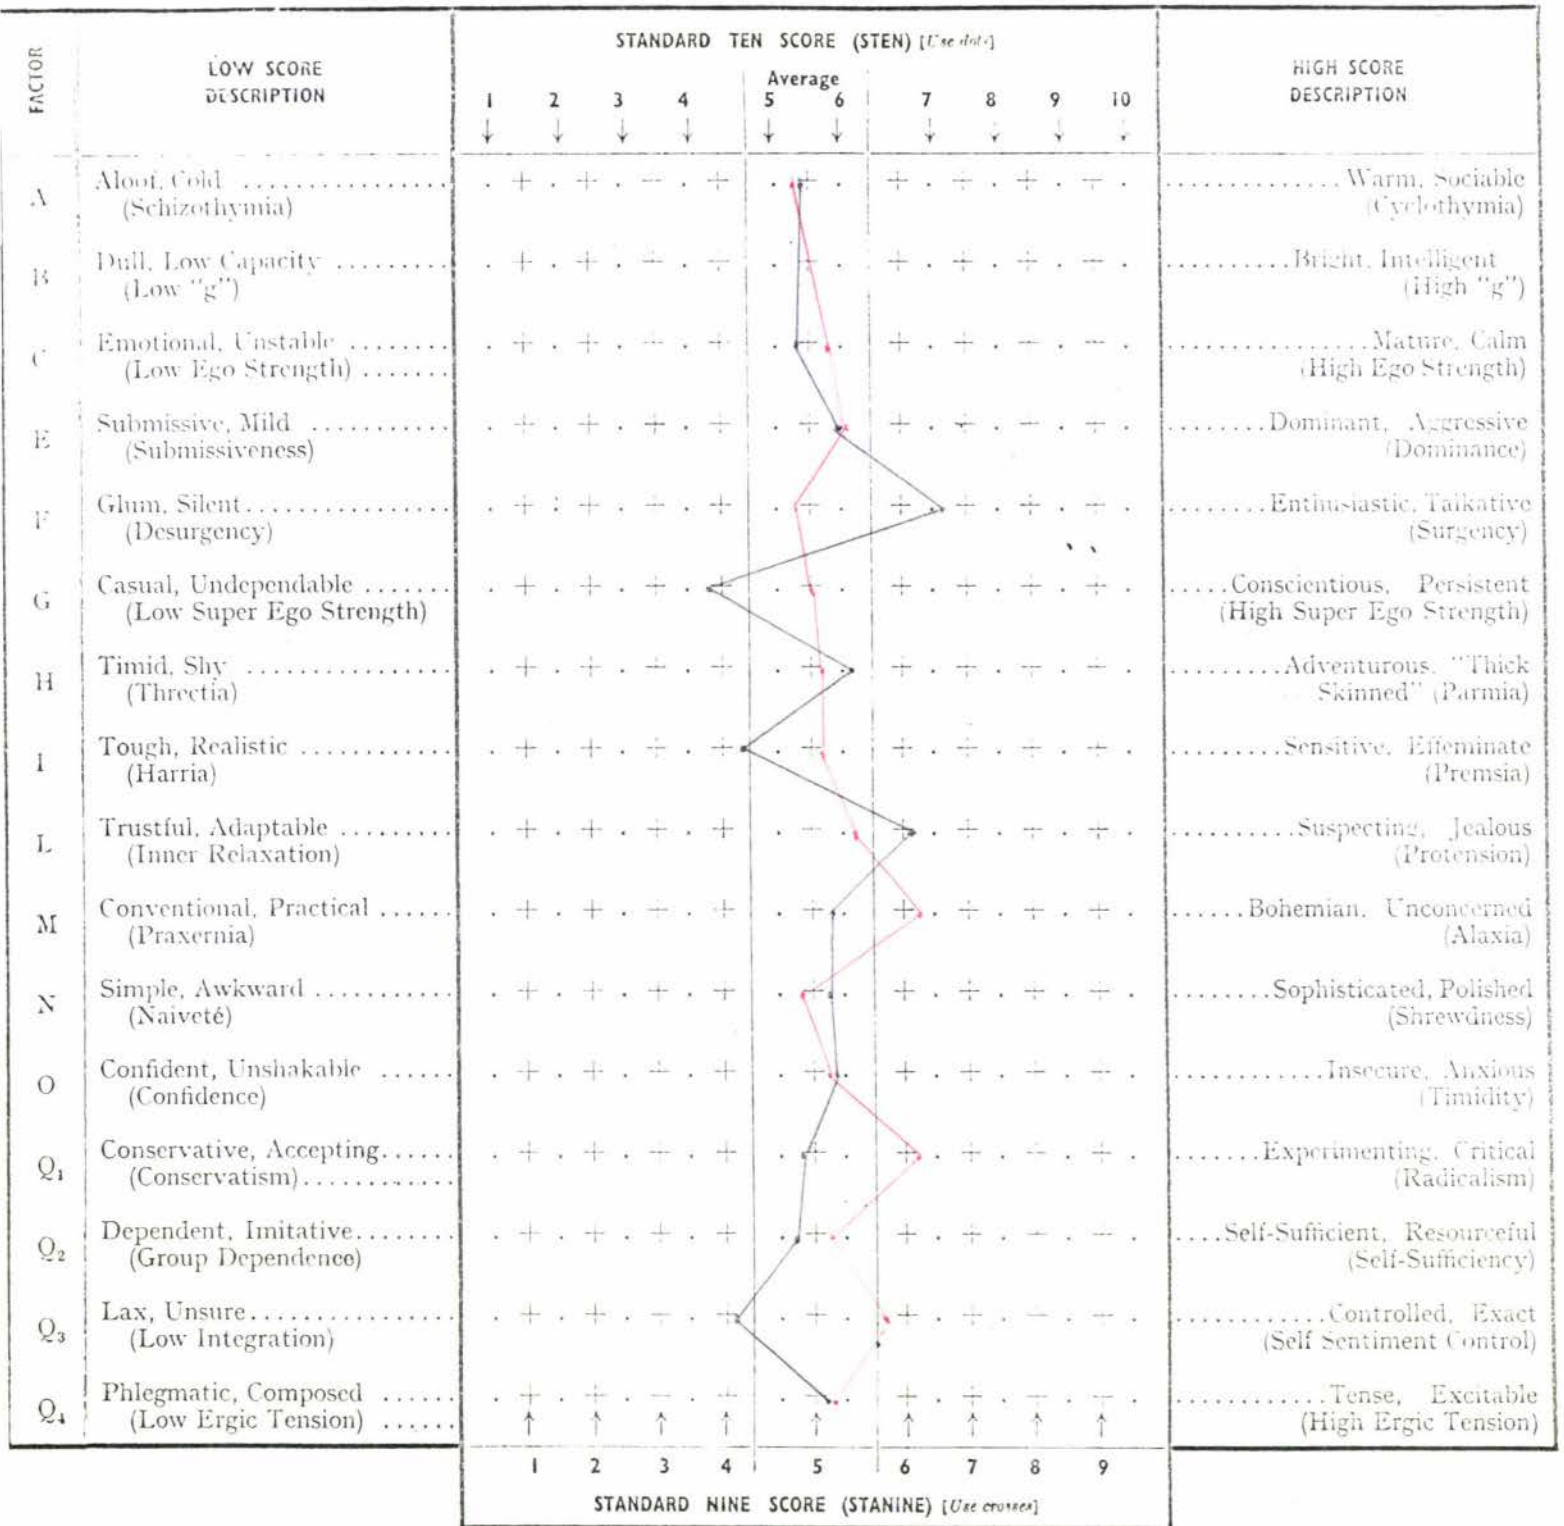 FACTOR
LOW SCORE
DESCRIPTION
STANDARD TEN SCORE (STEN) [Use dots]
Average
1 2 3 4 5 6 7 8 9 10
HIGH SCORE
DESCRIPTION
A Aloof, Cold .................. Warm, Sociable
(Schizothymia) (Cyclothymia)
B Dull, Low Capacity .................. Bright, Intelligent
(Low "g") (High "g")
C Emotional, Unstable .................. Mature, Calm
(Low Ego Strength) ....... (High Ego Strength)
E Submissive, Mild .................. Dominant, Aggressive
(Submissiveness) (Dominance)
F Glum, Silent .................. Enthusiastic, Talkative
(Desurgency) (Surgency)
G Casual, Undependable .................. Conscientious, Persistent
(Low Super Ego Strength) (High Super Ego Strength)
H Timid, Shy .................. Adventurous, "Thick
(Threctia) Skinned" (Parmia)
I Tough, Realistic .................. Sensitive, Effeminate
(Harria) (Premsia)
L Trustful, Adaptable .................. Suspecting, Jealous
(Inner Relaxation) (Protension)
M Conventional, Practical .................. Bohemian, Unconcerned
(Praxernia) (Alaxia)
N Simple, Awkward .................. Sophisticated, Polished
(Naiveté) (Shrewdness)
O Confident, Unshakable .................. Insecure, Anxious
(Confidence) (Timidity)
Q₁ Conservative, Accepting .................. Experimenting, Critical
(Conservatism) ............ (Radicalism)
Q₂ Dependent, Imitative .................. Self-Sufficient, Resourceful
(Group Dependence) (Self-Sufficiency)
Q₃ Lax, Unsure .................. Controlled, Exact
(Low Integration) (Self Sentiment Control)
Q₄ Phlegmatic, Composed .................. Tense, Excitable
(Low Ergic Tension) ...... (High Ergic Tension)
1 2 3 4 5 6 7 8 9
STANDARD NINE SCORE (STANINE) [Use crosses]